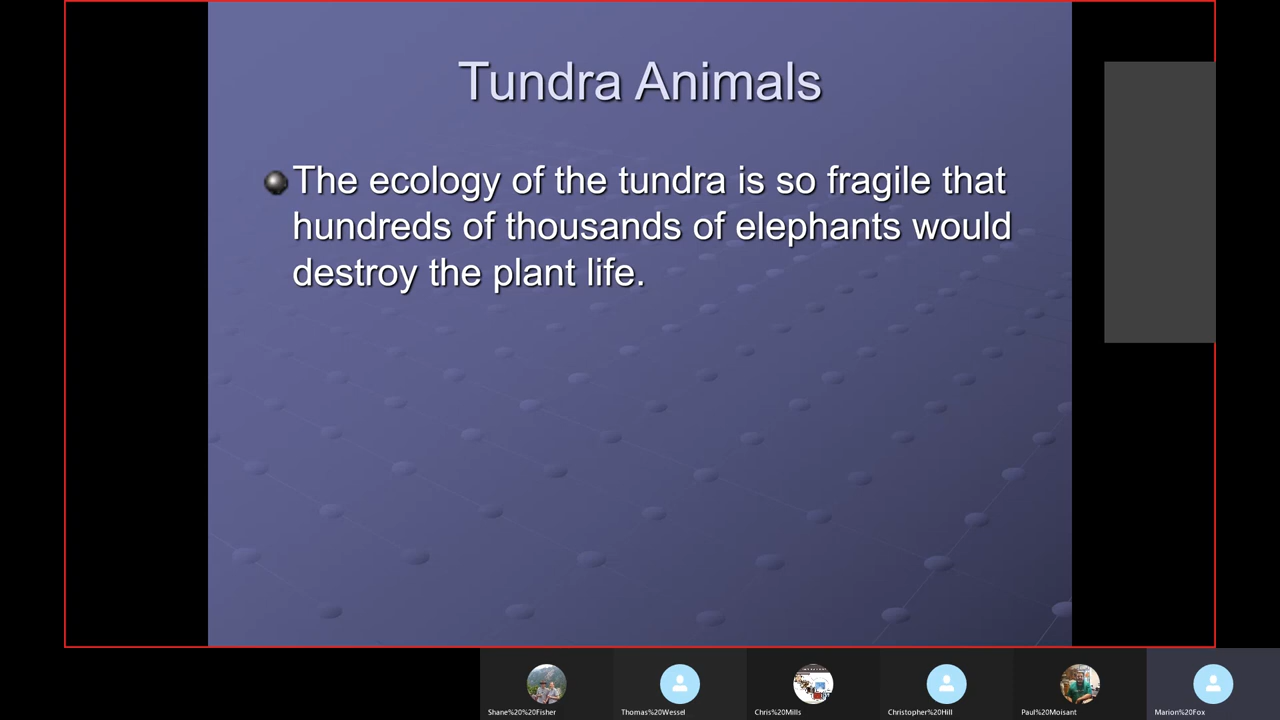 Tundra Animals
The ecology of the tundra is so fragile that
hundreds of thousands of elephants would
destroy the plant life.
Shane%20%20Fisher
Thomas%20Wessel
Chris%20Mills
Christopher%20Hill
Paul%20Moisant
Marion%20Fox